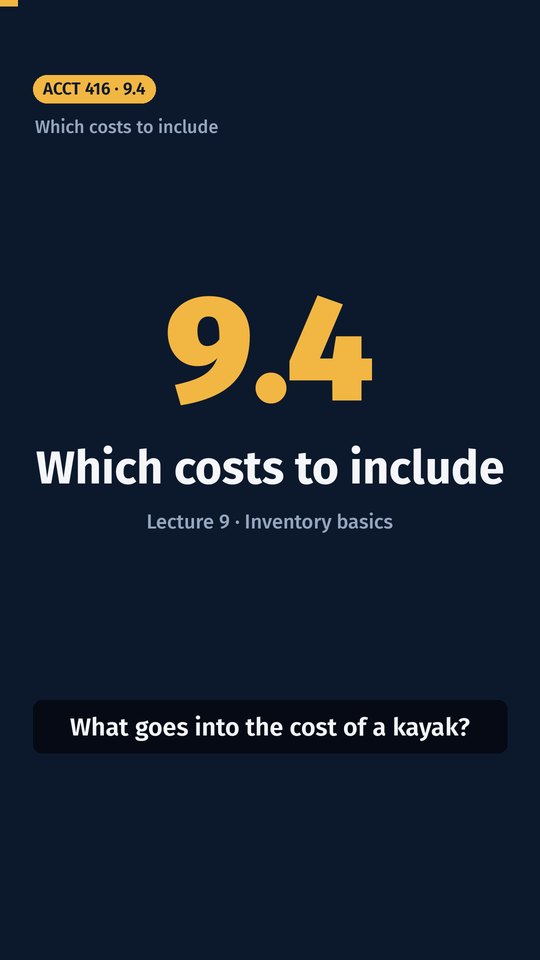 ACCT 416 · 9.4
Which costs to include
9.4
Which costs to include
Lecture 9 · Inventory basics
What goes into the cost of a kayak?